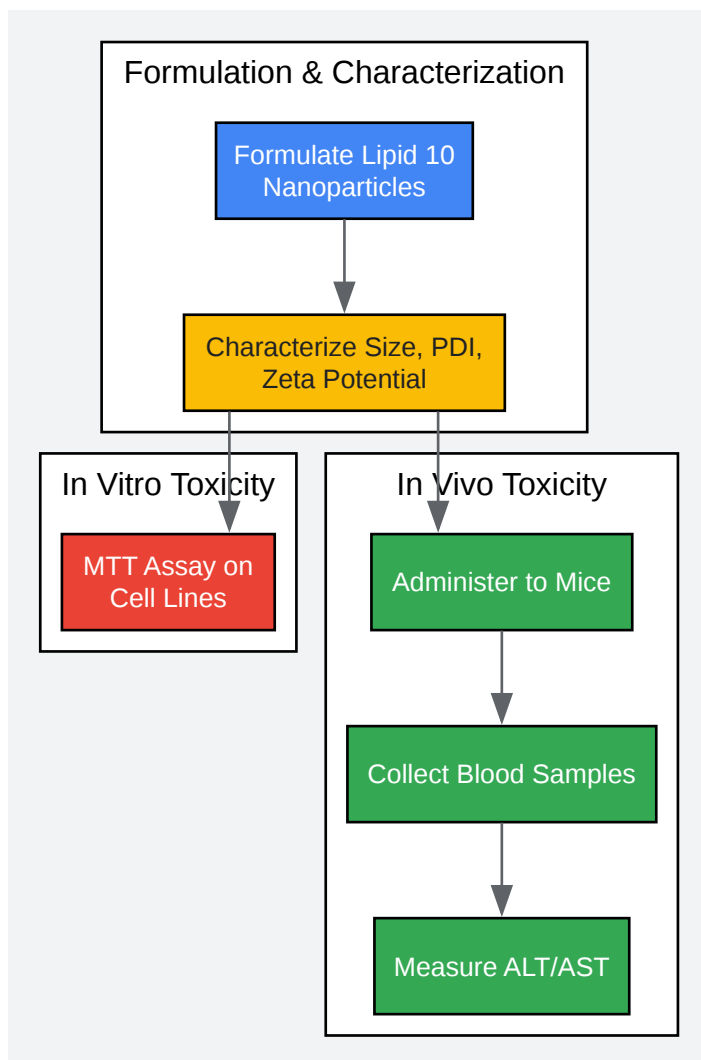 Formulation & Characterization
Formulate Lipid 10
Nanoparticles
Characterize Size, PDI,
Zeta Potential
In Vitro Toxicity
MTT Assay on
Cell Lines
In Vivo Toxicity
Administer to Mice
Collect Blood Samples
Measure ALT/AST